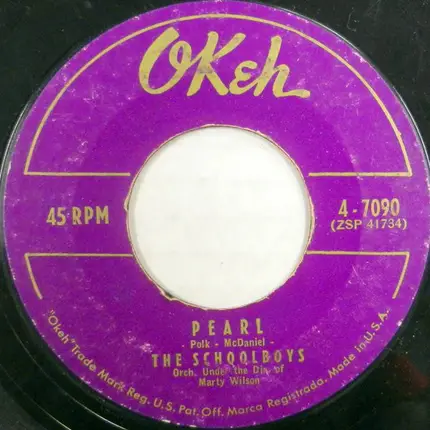 OKeh
45 RPM
4-7090
(ZSP 41734)
PEARL
- Polk - McDaniel -
THE SCHOOLBOYS
Orch. Under the Dir. of
Marty Wilson
"Okeh" Trade Mark Reg. U.S. Pat. Off. Marca Registrada. Made in U.S.A.